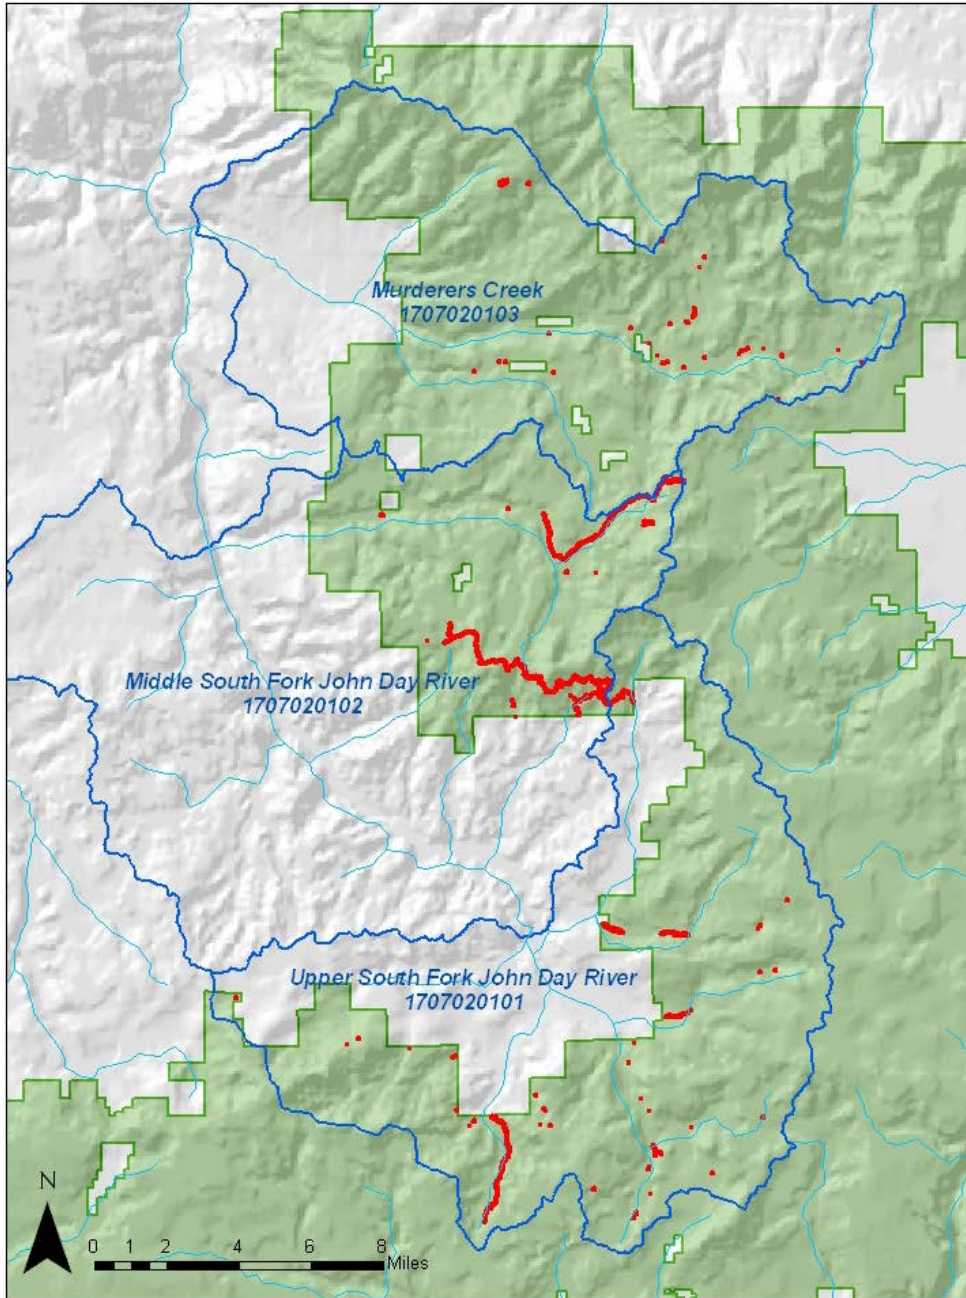 Murderers Creek
1707020103
Middle South Fork John Day River
1707020102
Upper South Fork John Day River
1707020101
N
0 1 2 4 6 8
Miles